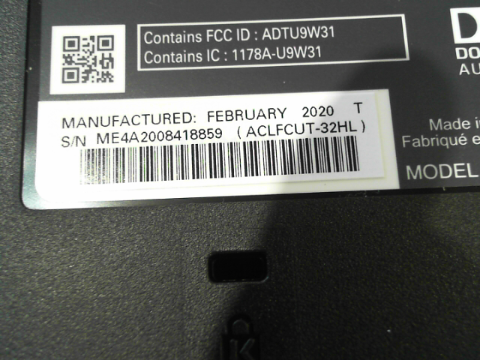 Contains FCC ID : ADTU9W31
Contains IC : 1178A-U9W31
MANUFACTURED: FEBRUARY 2020 T
S/N ME4A2008418859 (ACLFCUT-32HL)
Made
Fabriqué
MODEL